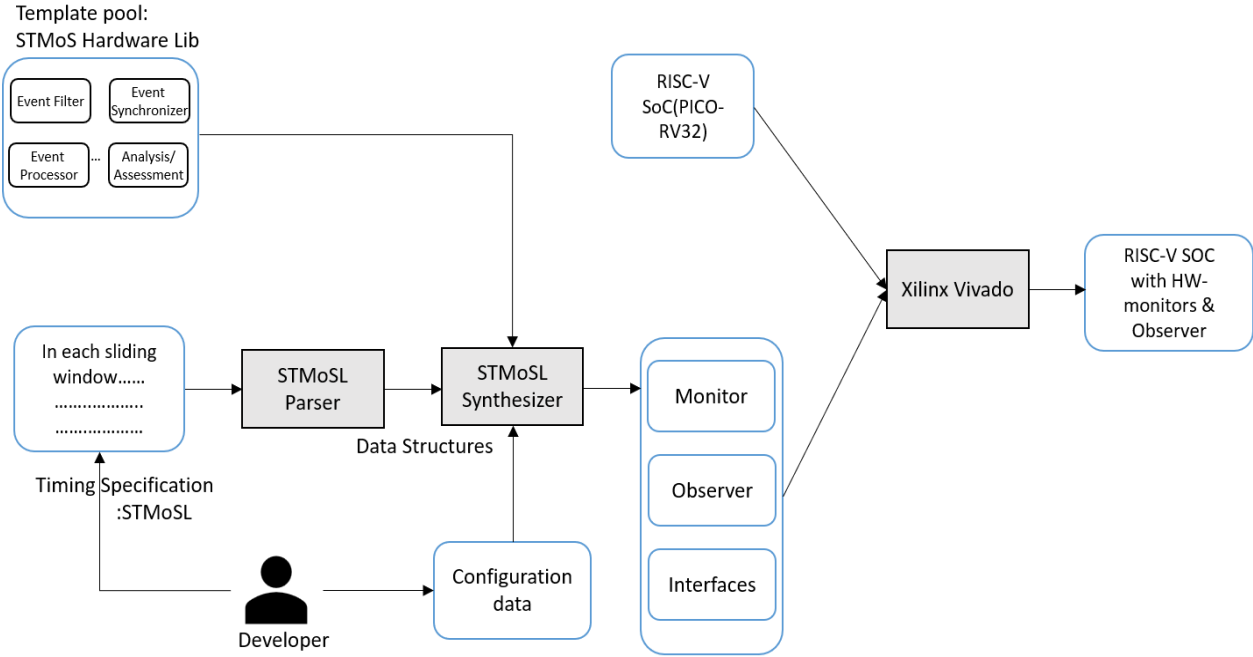 Template pool:
STMoS Hardware Lib
Event Filter
Event
Synchronizer
Event
Processor
...
Analysis/
Assessment
RISC-V
SoC(PICO-
RV32)
Xilinx Vivado
RISC-V SOC
with HW-
monitors &
Observer
In each sliding
window......
..................
..................
STMoSL
Parser
STMoSL
Synthesizer
Data Structures
Monitor
Observer
Interfaces
Timing Specification
:STMoSL
Configuration
data
Developer